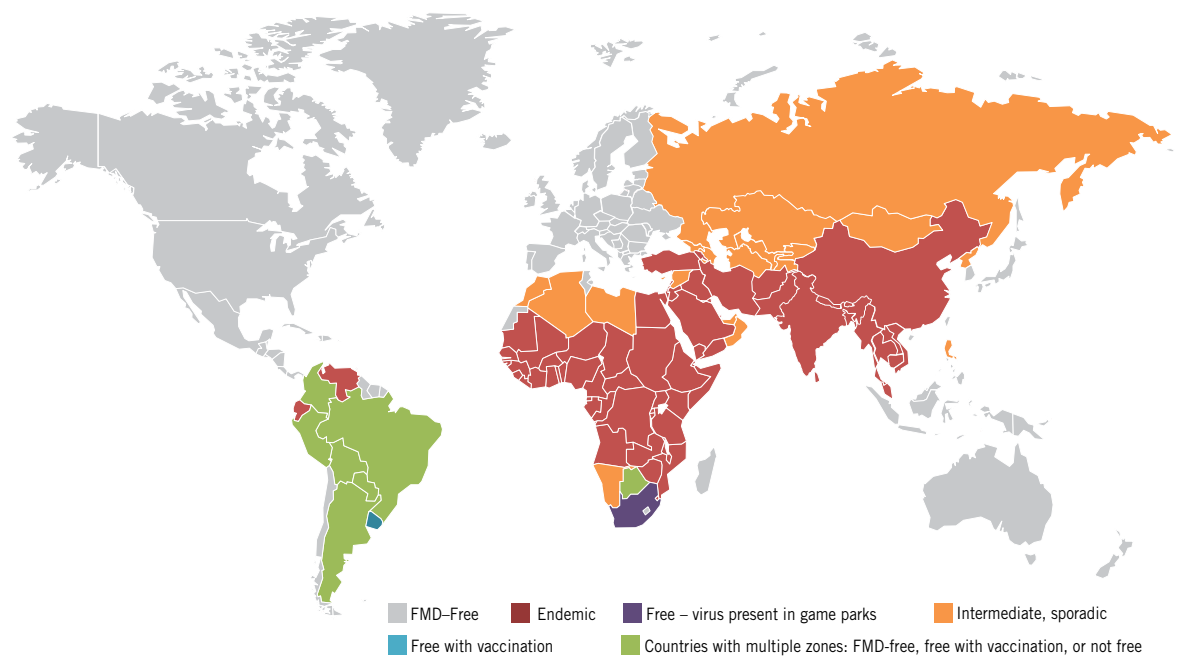 FMD–Free
Endemic
Free – virus present in game parks
Intermediate, sporadic
Free with vaccination
Countries with multiple zones: FMD-free, free with vaccination, or not free